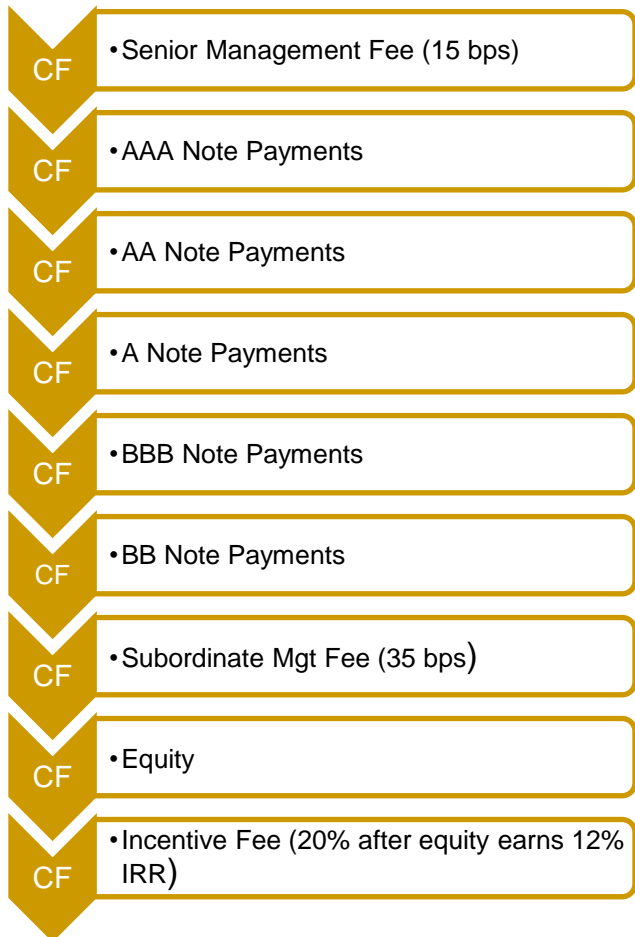 CF
•Senior Management Fee (15 bps)
CF
•AAA Note Payments
CF
•AA Note Payments
CF
•A Note Payments
CF
•BBB Note Payments
CF
•BB Note Payments
CF
•Subordinate Mgt Fee (35 bps)
CF
•Equity
CF
•Incentive Fee (20% after equity earns 12%
IRR)